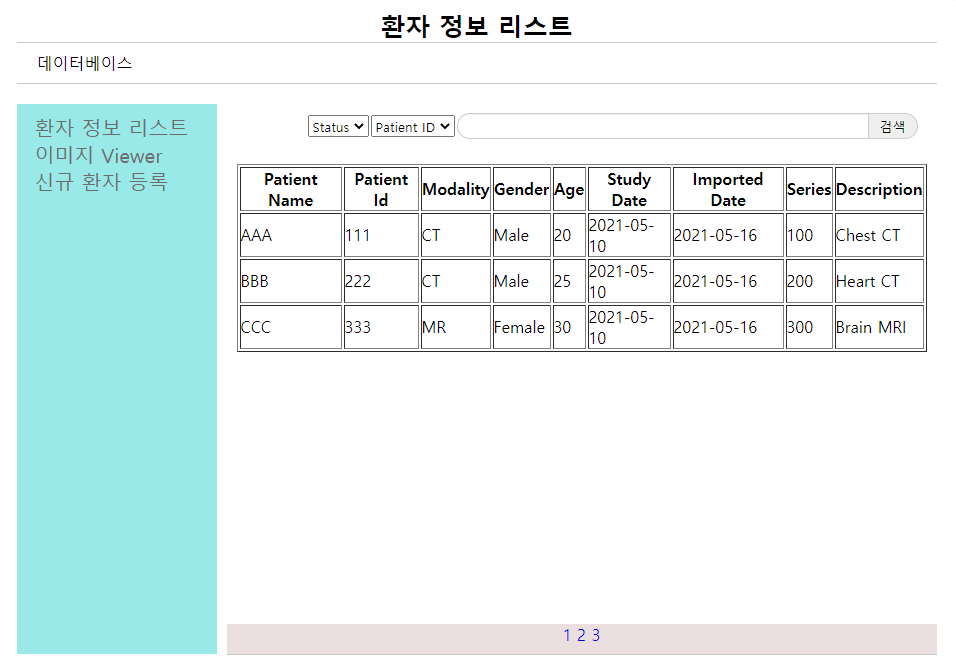 환자 정보 리스트
데이터베이스
환자 정보 리스트
이미지 Viewer
신규 환자 등록
Status Patient ID 검색
Patient Name Patient Id Modality Gender Age Study Date Imported Date Series Description
AAA 111 CT Male 20 2021-05-10 2021-05-16 100 Chest CT
BBB 222 CT Male 25 2021-05-10 2021-05-16 200 Heart CT
CCC 333 MR Female 30 2021-05-10 2021-05-16 300 Brain MRI
1 2 3